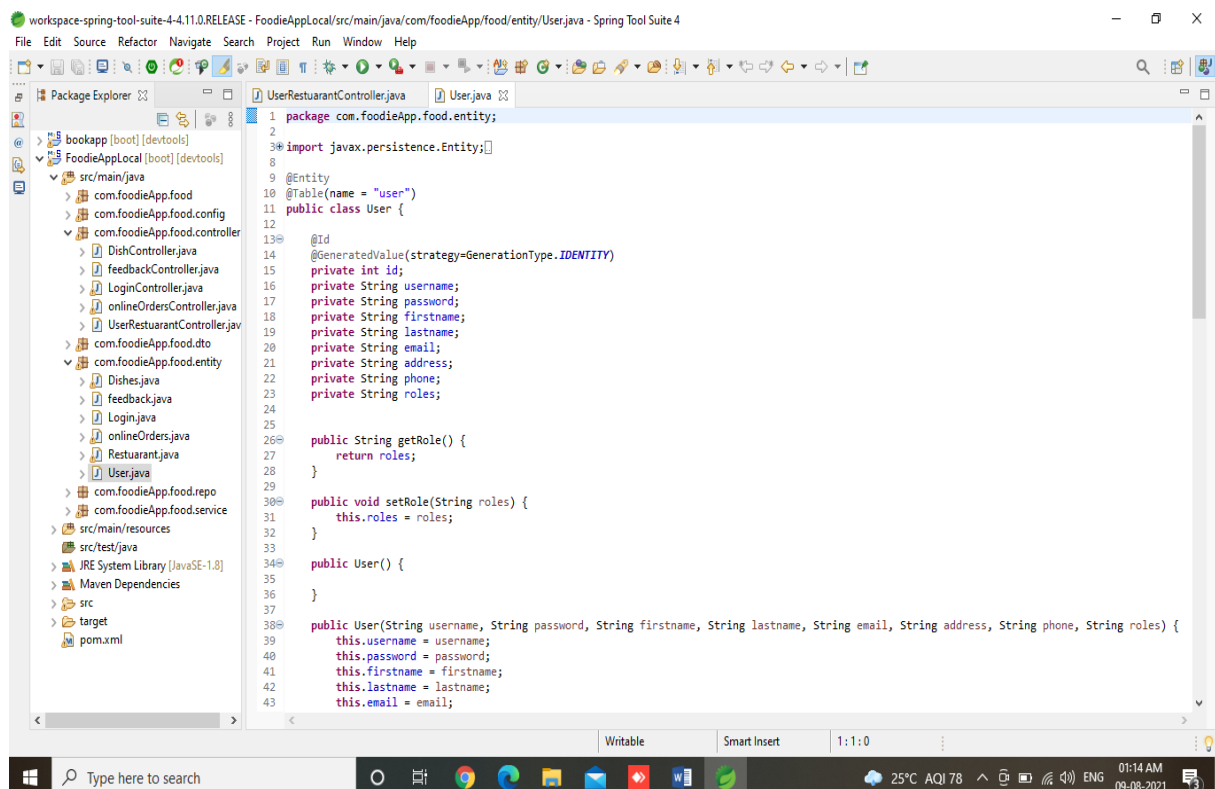 workspace-spring-tool-suite-4-4.11.0.RELEASE - FoodieAppLocal/src/main/java/com/foodieApp/food/entity/User.java - Spring Tool Suite 4
File Edit Source Refactor Navigate Search Project Run Window Help
Package Explorer
bookapp [boot] [devtools]
FoodieAppLocal [boot] [devtools]
src/main/java
com.foodieApp.food
com.foodieApp.food.config
com.foodieApp.food.controller
DishController.java
feedbackController.java
LoginController.java
onlineOrdersController.java
UserRestuarantController.jav
com.foodieApp.food.dto
com.foodieApp.food.entity
Dishes.java
feedback.java
Login.java
onlineOrders.java
Restuarant.java
User.java
com.foodieApp.food.repo
com.foodieApp.food.service
src/main/resources
src/test/java
JRE System Library [JavaSE-1.8]
Maven Dependencies
src
target
pom.xml
UserRestuarantController.java User.java
1 package com.foodieApp.food.entity;
2
3 import javax.persistence.Entity;
8
9 @Entity
10 @Table(name = "user")
11 public class User {
12
13 @Id
14 @GeneratedValue(strategy=GenerationType.IDENTITY)
15 private int id;
16 private String username;
17 private String password;
18 private String firstname;
19 private String lastname;
20 private String email;
21 private String address;
22 private String phone;
23 private String roles;
24
25
26 public String getRole() {
27 return roles;
28 }
29
30 public void setRole(String roles) {
31 this.roles = roles;
32 }
33
34 public User() {
35
36 }
37
38 public User(String username, String password, String firstname, String lastname, String email, String address, String phone, String roles) {
39 this.username = username;
40 this.password = password;
41 this.firstname = firstname;
42 this.lastname = lastname;
43 this.email = email;
Writable Smart Insert 1 : 1 : 0
Type here to search
25°C AQI 78 ENG
01:14 AM
09-08-2021